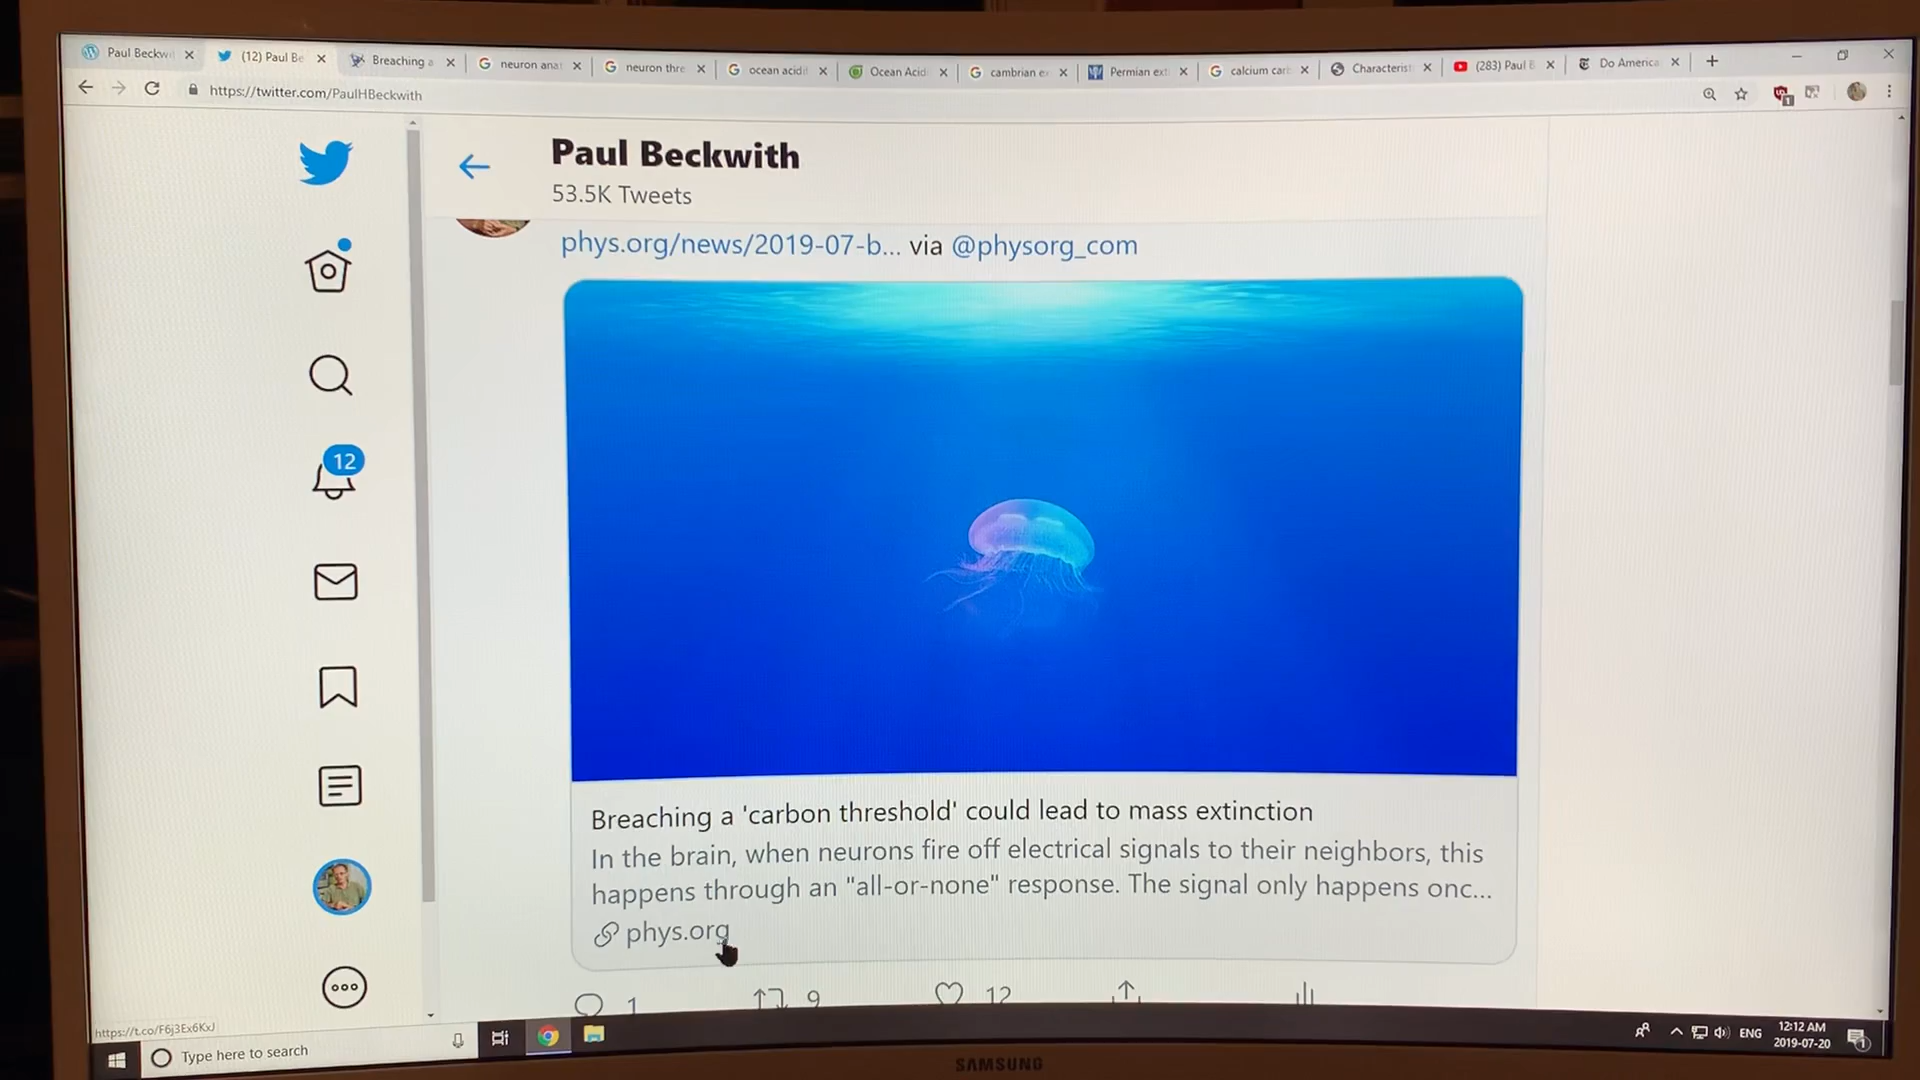 Paul Beckwi
(12) Paul Be
Breaching a
neuron anat
neuron thre
ocean acidi
Ocean Acid
cambrian e
Permian ext
calcium car
Characterist
(283) Paul B
Do America
https://twitter.com/PaulHBeckwith
1
Paul Beckwith
53.5K Tweets
phys.org/news/2019-07-b... via @physorg_com
12
Breaching a 'carbon threshold' could lead to mass extinction
In the brain, when neurons fire off electrical signals to their neighbors, this
happens through an "all-or-none" response. The signal only happens onc...
phys.org
1 9 12
https://t.co/F6j3Ex6KxJ
Type here to search
ENG
12:12 AM
2019-07-20
1
SAMSUNG